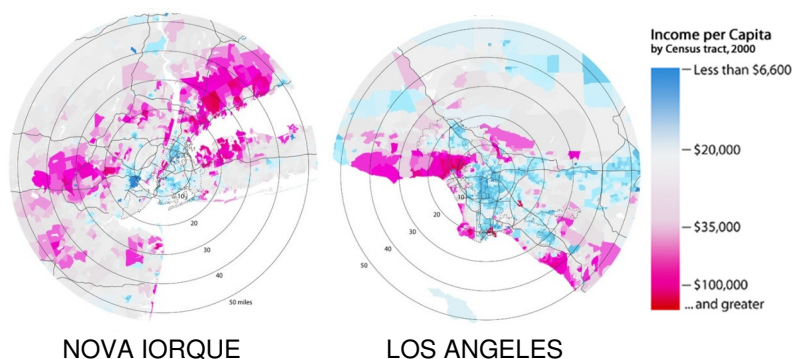 Income per Capita
by Census tract, 2000
Less than $6,600
$20,000
$35,000
$100,000
... and greater
10
20
30
40
50 miles
10
20
30
40
50
NOVA IORQUE
LOS ANGELES